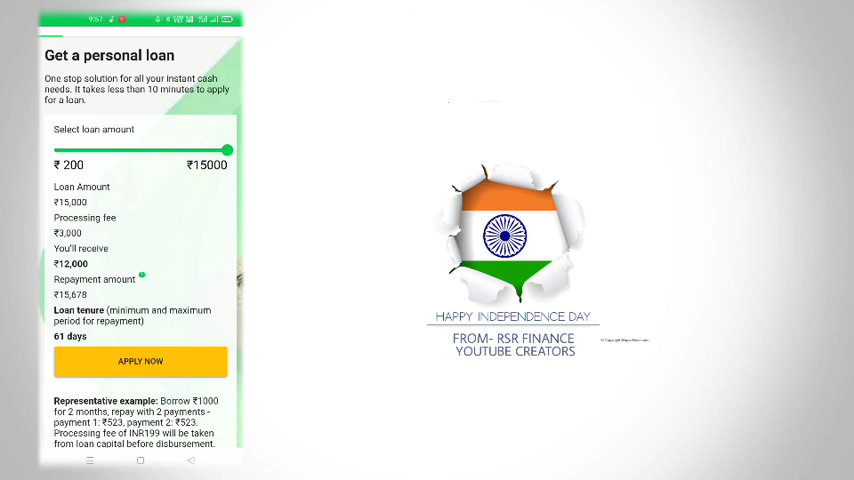 9:57
Get a personal loan
One stop solution for all your instant cash
needs. It takes less than 10 minutes to apply
for a loan.
Select loan amount
₹ 200 ₹15000
Loan Amount
₹15,000
Processing fee
₹3,000
You'll receive
₹12,000
Repayment amount
₹15,678
Loan tenure (minimum and maximum
period for repayment)
61 days
APPLY NOW
Representative example: Borrow ₹1000
for 2 months, repay with 2 payments -
payment 1: ₹523, payment 2: ₹523.
Processing fee of INR199 will be taken
from loan capital before disbursement.
HAPPY INDEPENDENCE DAY
FROM- RSR FINANCE
YOUTUBE CREATORS